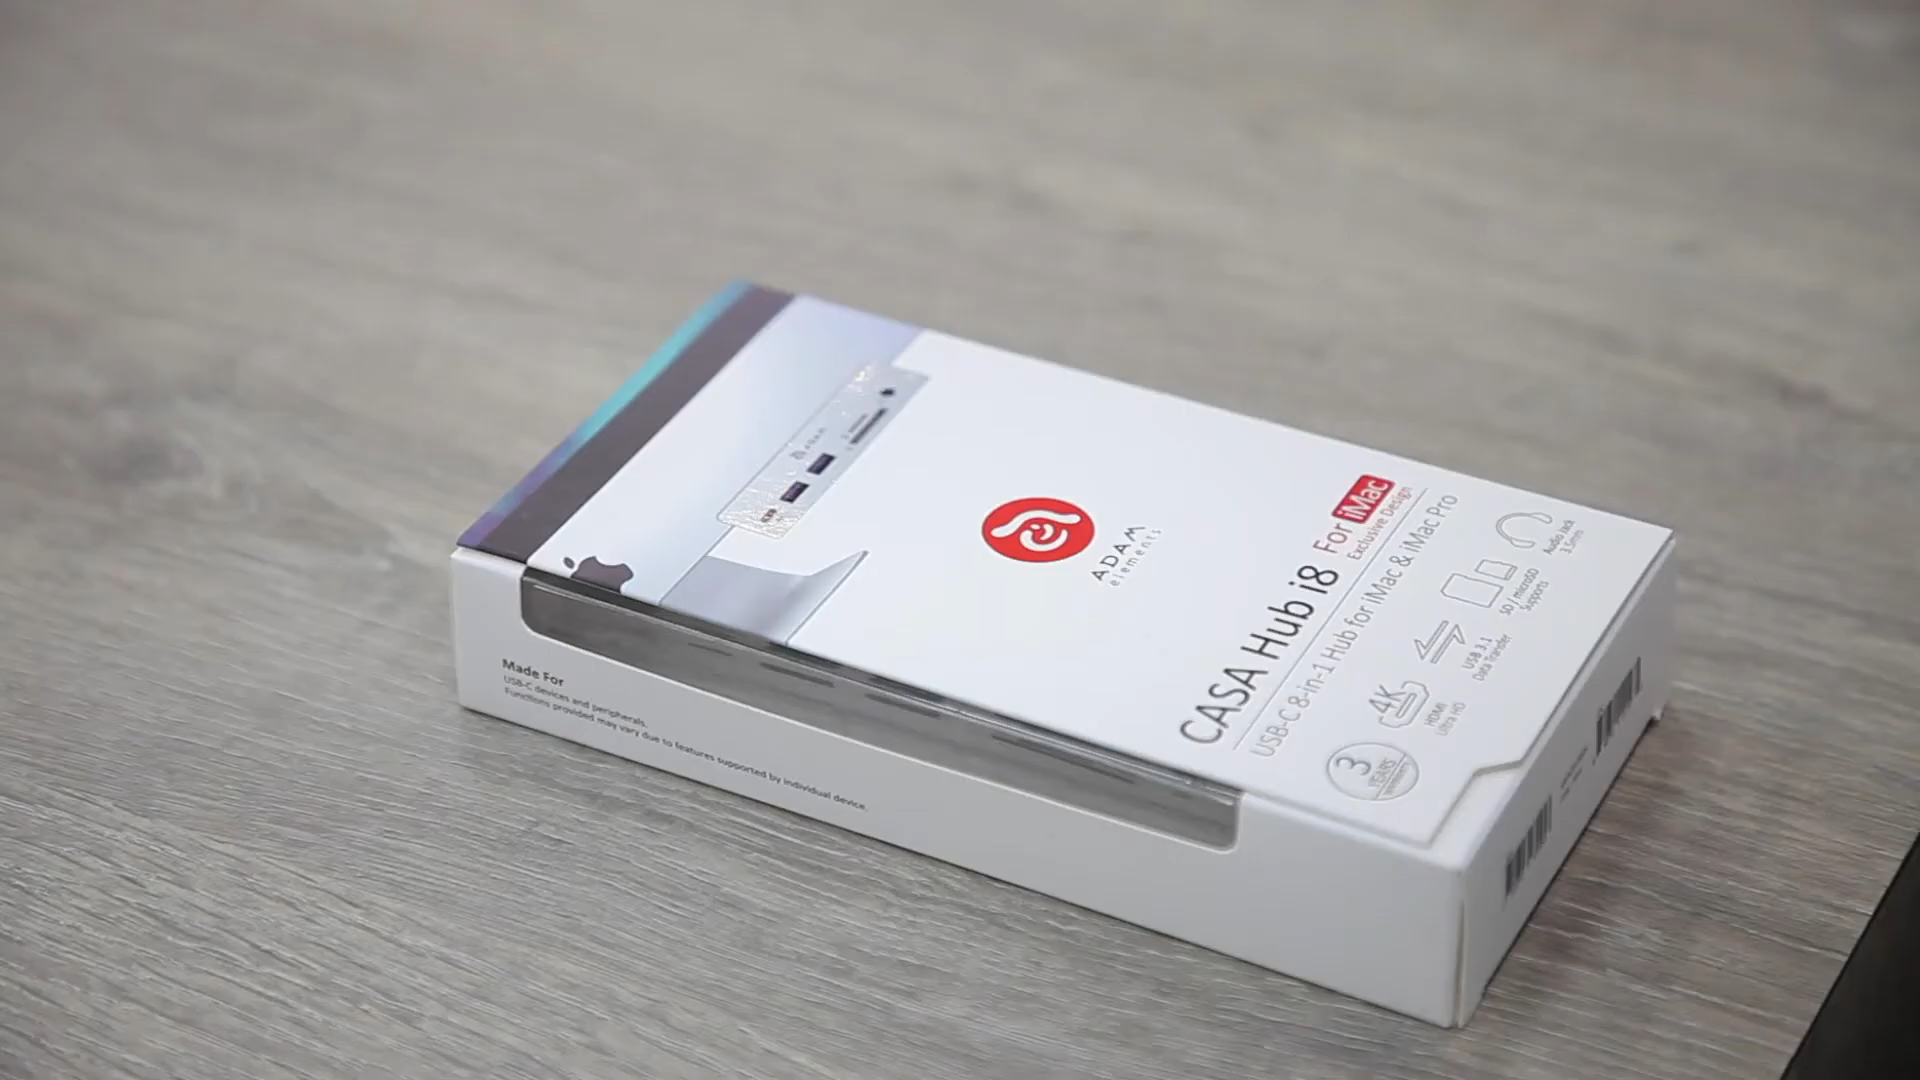 ADAM
elements
CASA Hub i8 For iMac
Exclusive Design
USB-C 8-in-1 Hub for iMac & iMac Pro
3
YEARS
4K
HDMI
Ultra HD
USB 3.1
Data Transfer
SD / microSD
Supports
Audio Jack
3.5mm
Made For
USB-C devices and peripherals.
Functions provided may vary due to features supported by individual device.